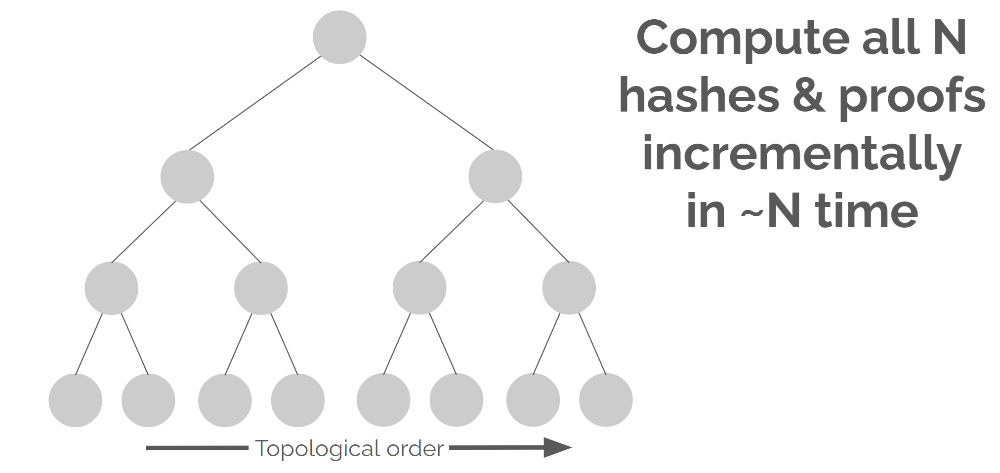 Compute all N
hashes & proofs
incrementally
in ~N time
Topological order